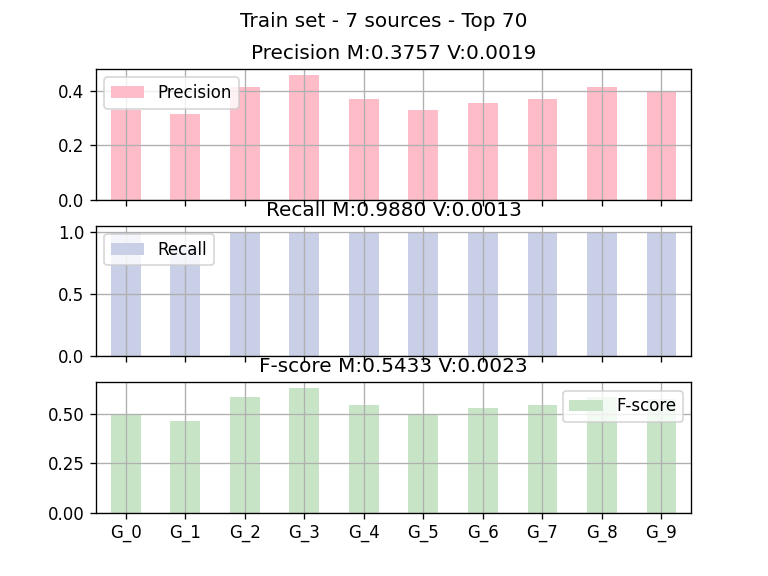 Train set - 7 sources - Top 70
Precision M:0.3757 V:0.0019
0.4
0.2
0.0
Precision
Recall M:0.9880 V:0.0013
1.0
0.5
0.0
Recall
F-score M:0.5433 V:0.0023
0.50
0.25
0.00
F-score
G_0 G_1 G_2 G_3 G_4 G_5 G_6 G_7 G_8 G_9